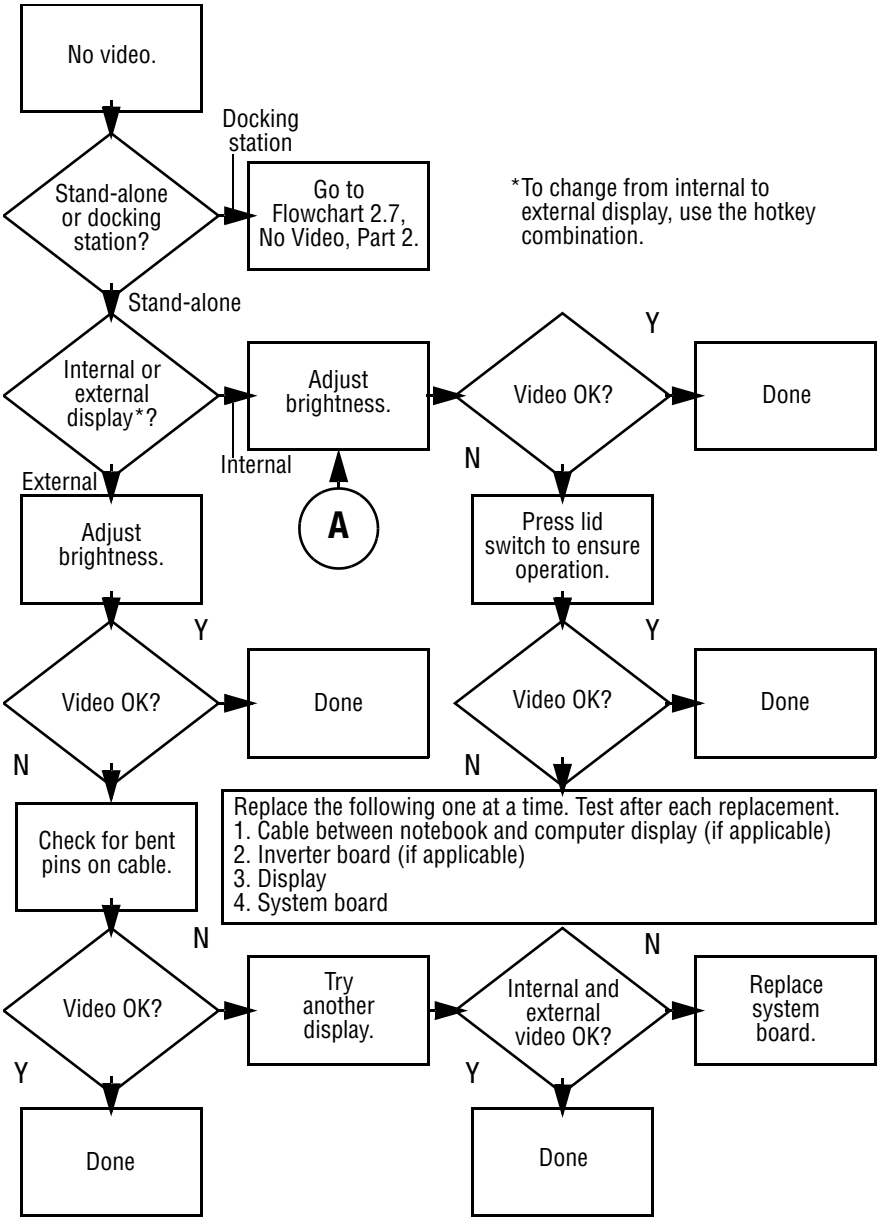 No video.
Docking
station
Stand-alone
or docking
station?
Go to
Flowchart 2.7,
No Video, Part 2.
*To change from internal to
external display, use the hotkey
combination.
Stand-alone
Internal or
external
display*?
Internal
Adjust
brightness.
Video OK?
Y
Done
N
A
External
Adjust
brightness.
Press lid
switch to ensure
operation.
Video OK?
Y
Done
N
Video OK?
Y
Done
N
Check for bent
pins on cable.
Replace the following one at a time. Test after each replacement.
1. Cable between notebook and computer display (if applicable)
2. Inverter board (if applicable)
3. Display
4. System board
Video OK?
N
Try
another
display.
Internal and
external
video OK?
N
Replace
system
board.
Y
Done
Y
Done